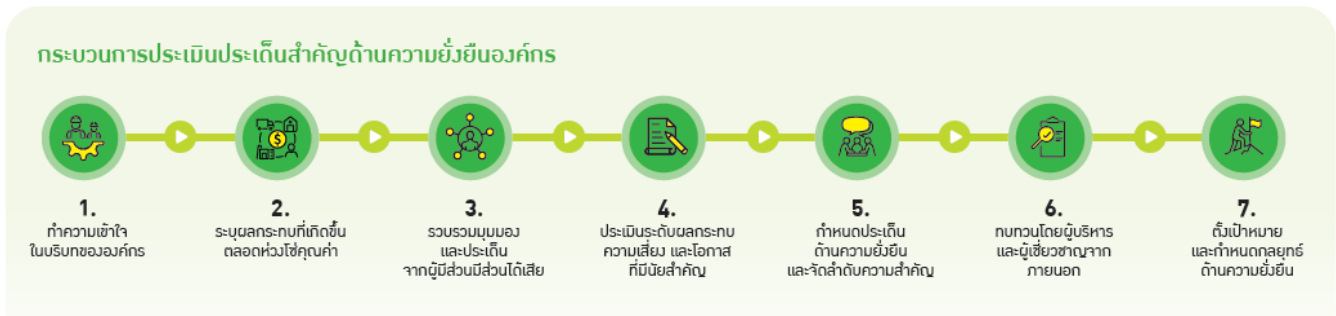 กระบวนการประเมินประเด็นสำคัญด้านความยั่งยืนองค์กร
1.
ทำความเข้าใจ
ในบริบทขององค์กร
2.
ระบุผลกระทบที่เกิดขึ้น
ตลอดห่วงโซ่คุณค่า
3.
รวบรวมมุมมอง
และประเด็น
จากผู้มีส่วนมีส่วนได้เสีย
4.
ประเมินระดับผลกระทบ
ความเสี่ยง และโอกาส
ที่มีนัยสำคัญ
5.
กำหนดประเด็น
ด้านความยั่งยืน
และจัดลำดับความสำคัญ
6.
ทบทวนโดยผู้บริหาร
และผู้เชี่ยวชาญจาก
ภายนอก
7.
ตั้งเป้าหมาย
และกำหนดกลยุทธ์
ด้านความยั่งยืน